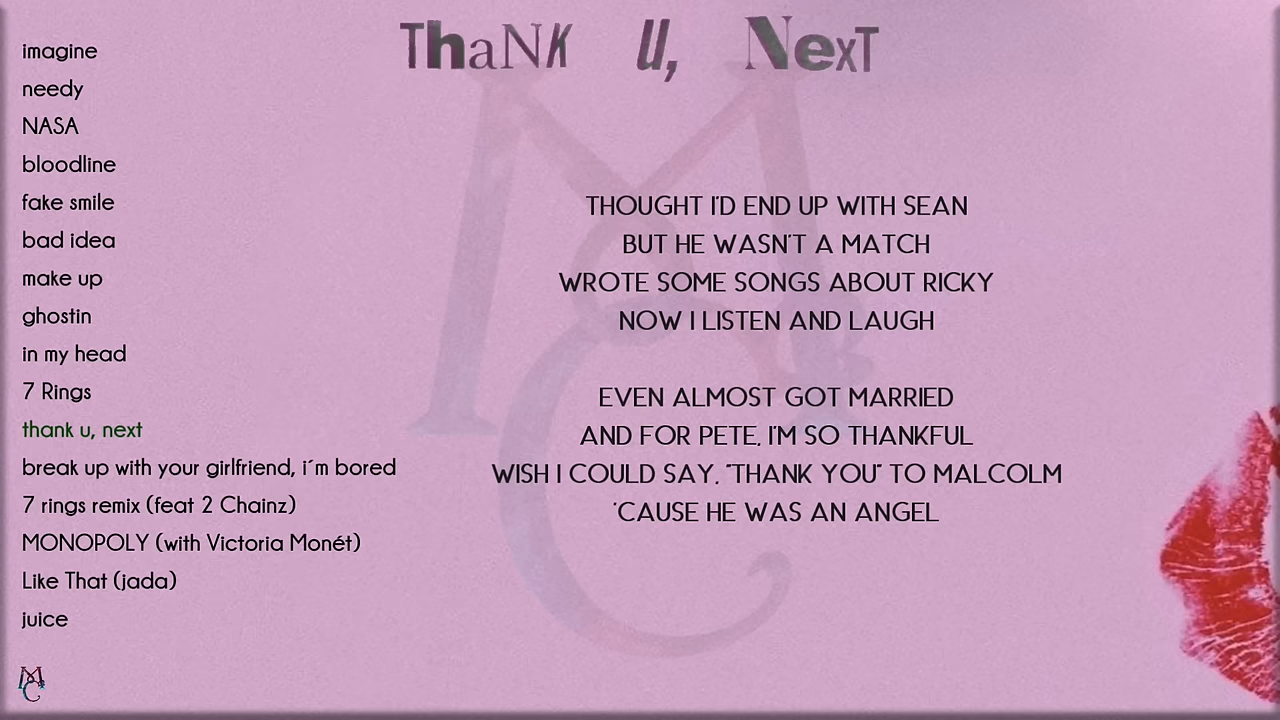 Thank u, Next
imagine
needy
NASA
bloodline
fake smile
bad idea
make up
ghostin
in my head
7 Rings
thank u, next
break up with your girlfriend, i´m bored
7 rings remix (feat 2 Chainz)
MONOPOLY (with Victoria Monét)
Like That (jada)
juice
THOUGHT I'D END UP WITH SEAN
BUT HE WASN'T A MATCH
WROTE SOME SONGS ABOUT RICKY
NOW I LISTEN AND LAUGH
EVEN ALMOST GOT MARRIED
AND FOR PETE, I'M SO THANKFUL
WISH I COULD SAY, "THANK YOU" TO MALCOLM
'CAUSE HE WAS AN ANGEL
MC